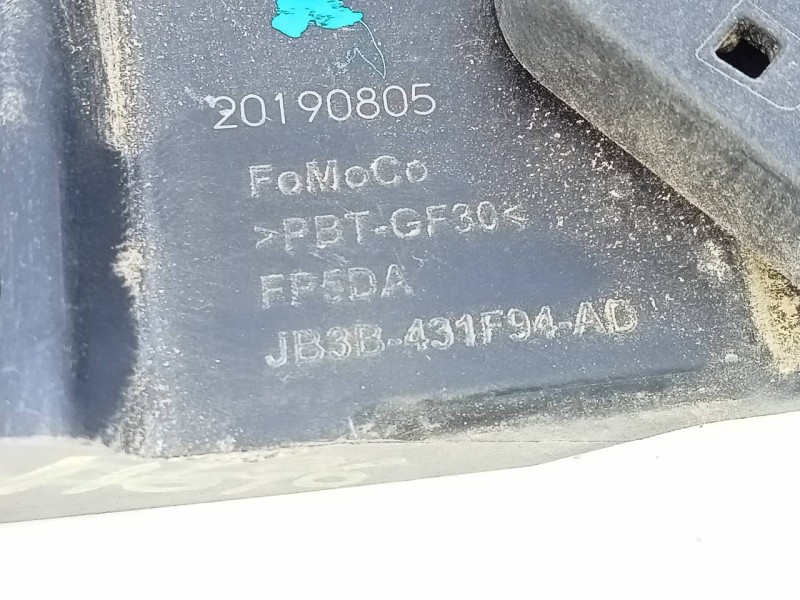 20190805
FoMoCo
>PBT-GF30<
FP5DA
JB3B-431F94-AD